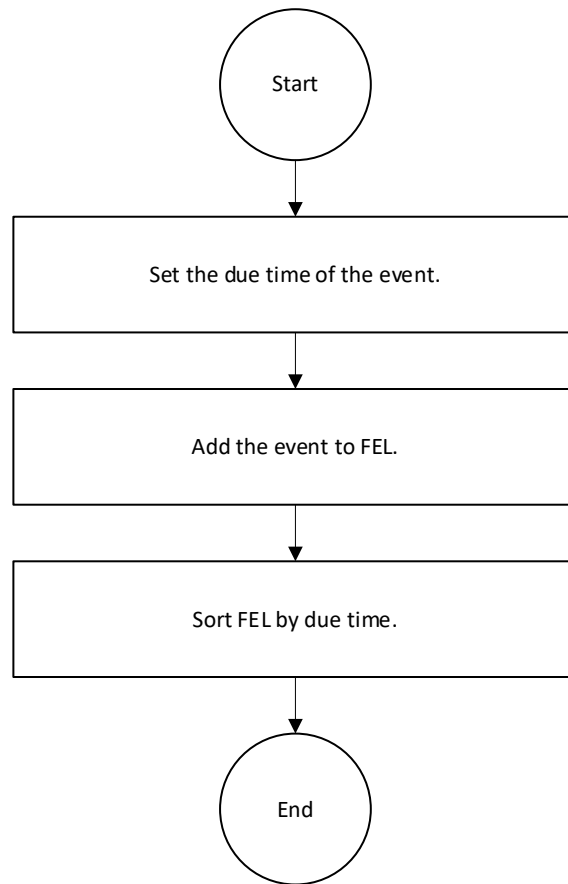 Start
Set the due time of the event.
Add the event to FEL.
Sort FEL by due time.
End